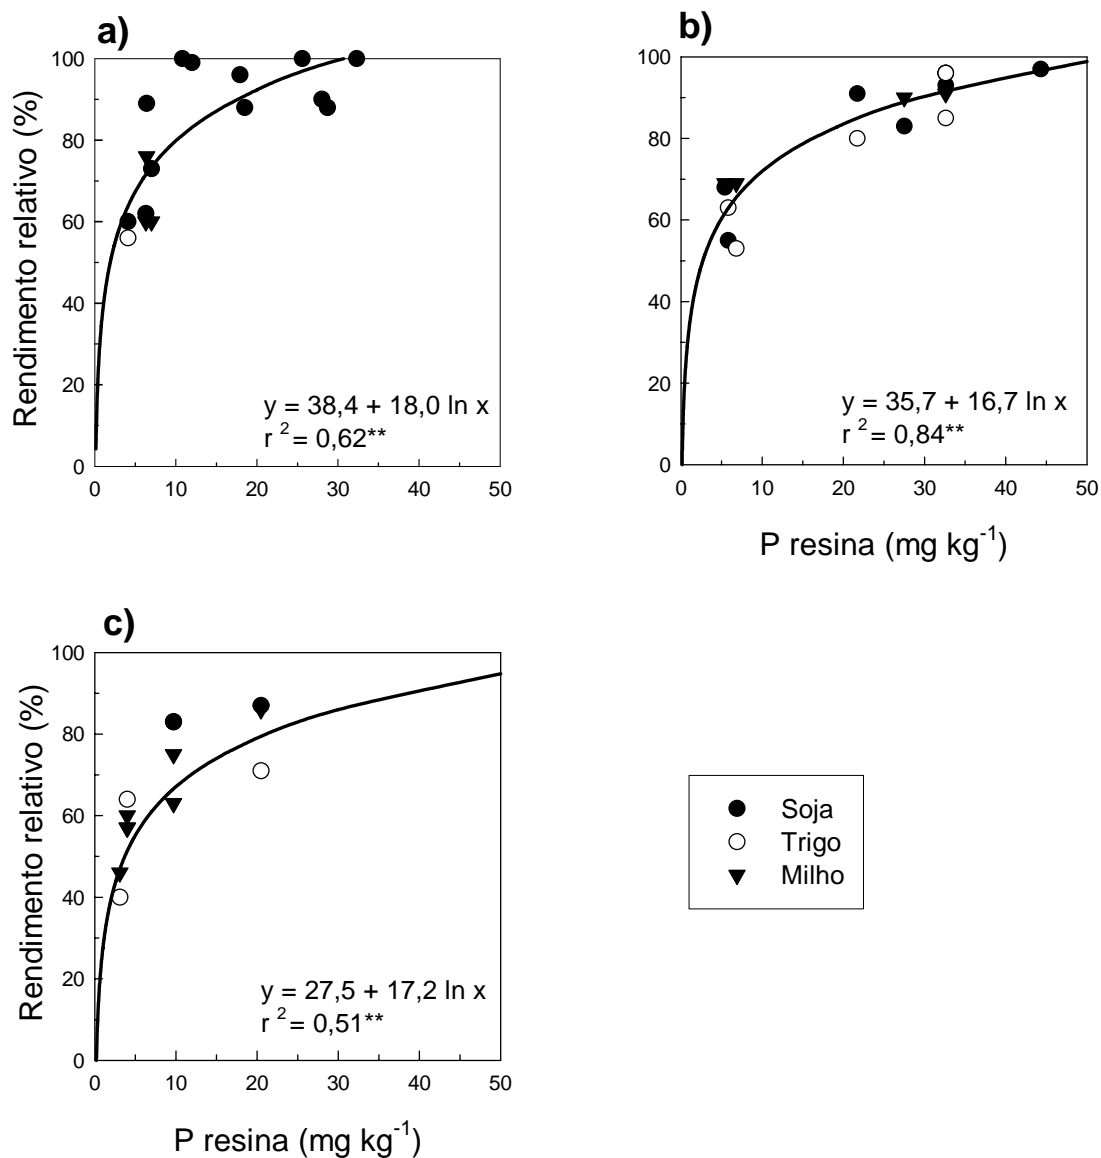 a)
Rendimento relativo (%)
100
80
60
40
20
0
0 10 20 30 40 50
y = 38,4 + 18,0 ln x
r 2 = 0,62**
b)
100
80
60
40
20
0
0 10 20 30 40 50
y = 35,7 + 16,7 ln x
r 2 = 0,84**
P resina (mg kg-1)
c)
Rendimento relativo (%)
100
80
60
40
20
0
0 10 20 30 40 50
y = 27,5 + 17,2 ln x
r 2 = 0,51**
P resina (mg kg-1)
Soja
Trigo
Milho